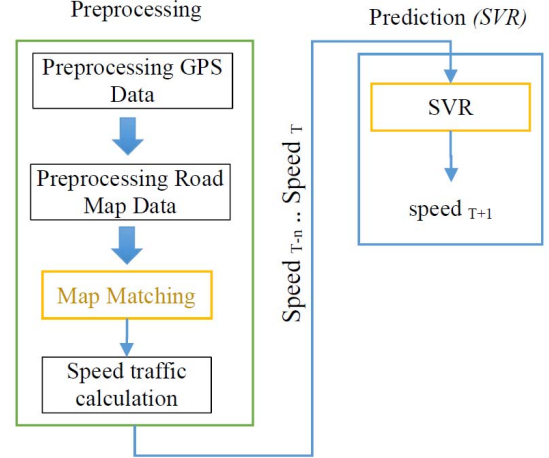 Preprocessing
Preprocessing GPS
Data
Preprocessing Road
Map Data
Map Matching
Speed traffic
calculation
Speed T-n .. Speed T
Prediction (SVR)
SVR
speed T+1